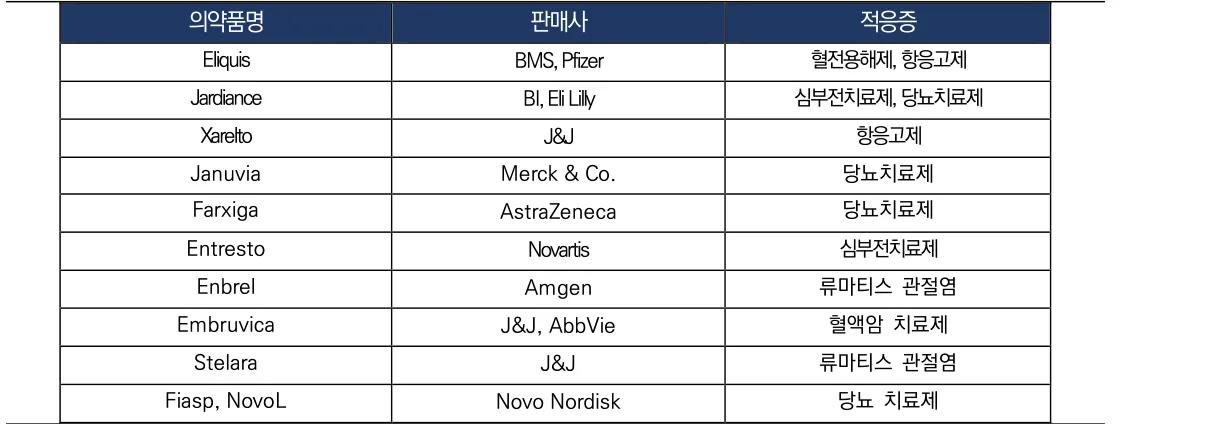 의약품명 판매사 적응증
Eliquis BMS, Pfizer 혈전용해제, 항응고제
Jardiance BI, Eli Lilly 심부전치료제, 당뇨치료제
Xarelto J&J 항응고제
Januvia Merck & Co. 당뇨치료제
Farxiga AstraZeneca 당뇨치료제
Entresto Novartis 심부전치료제
Enbrel Amgen 류마티스 관절염
Embruvica J&J, AbbVie 혈액암 치료제
Stelara J&J 류마티스 관절염
Fiasp, NovoL Novo Nordisk 당뇨 치료제